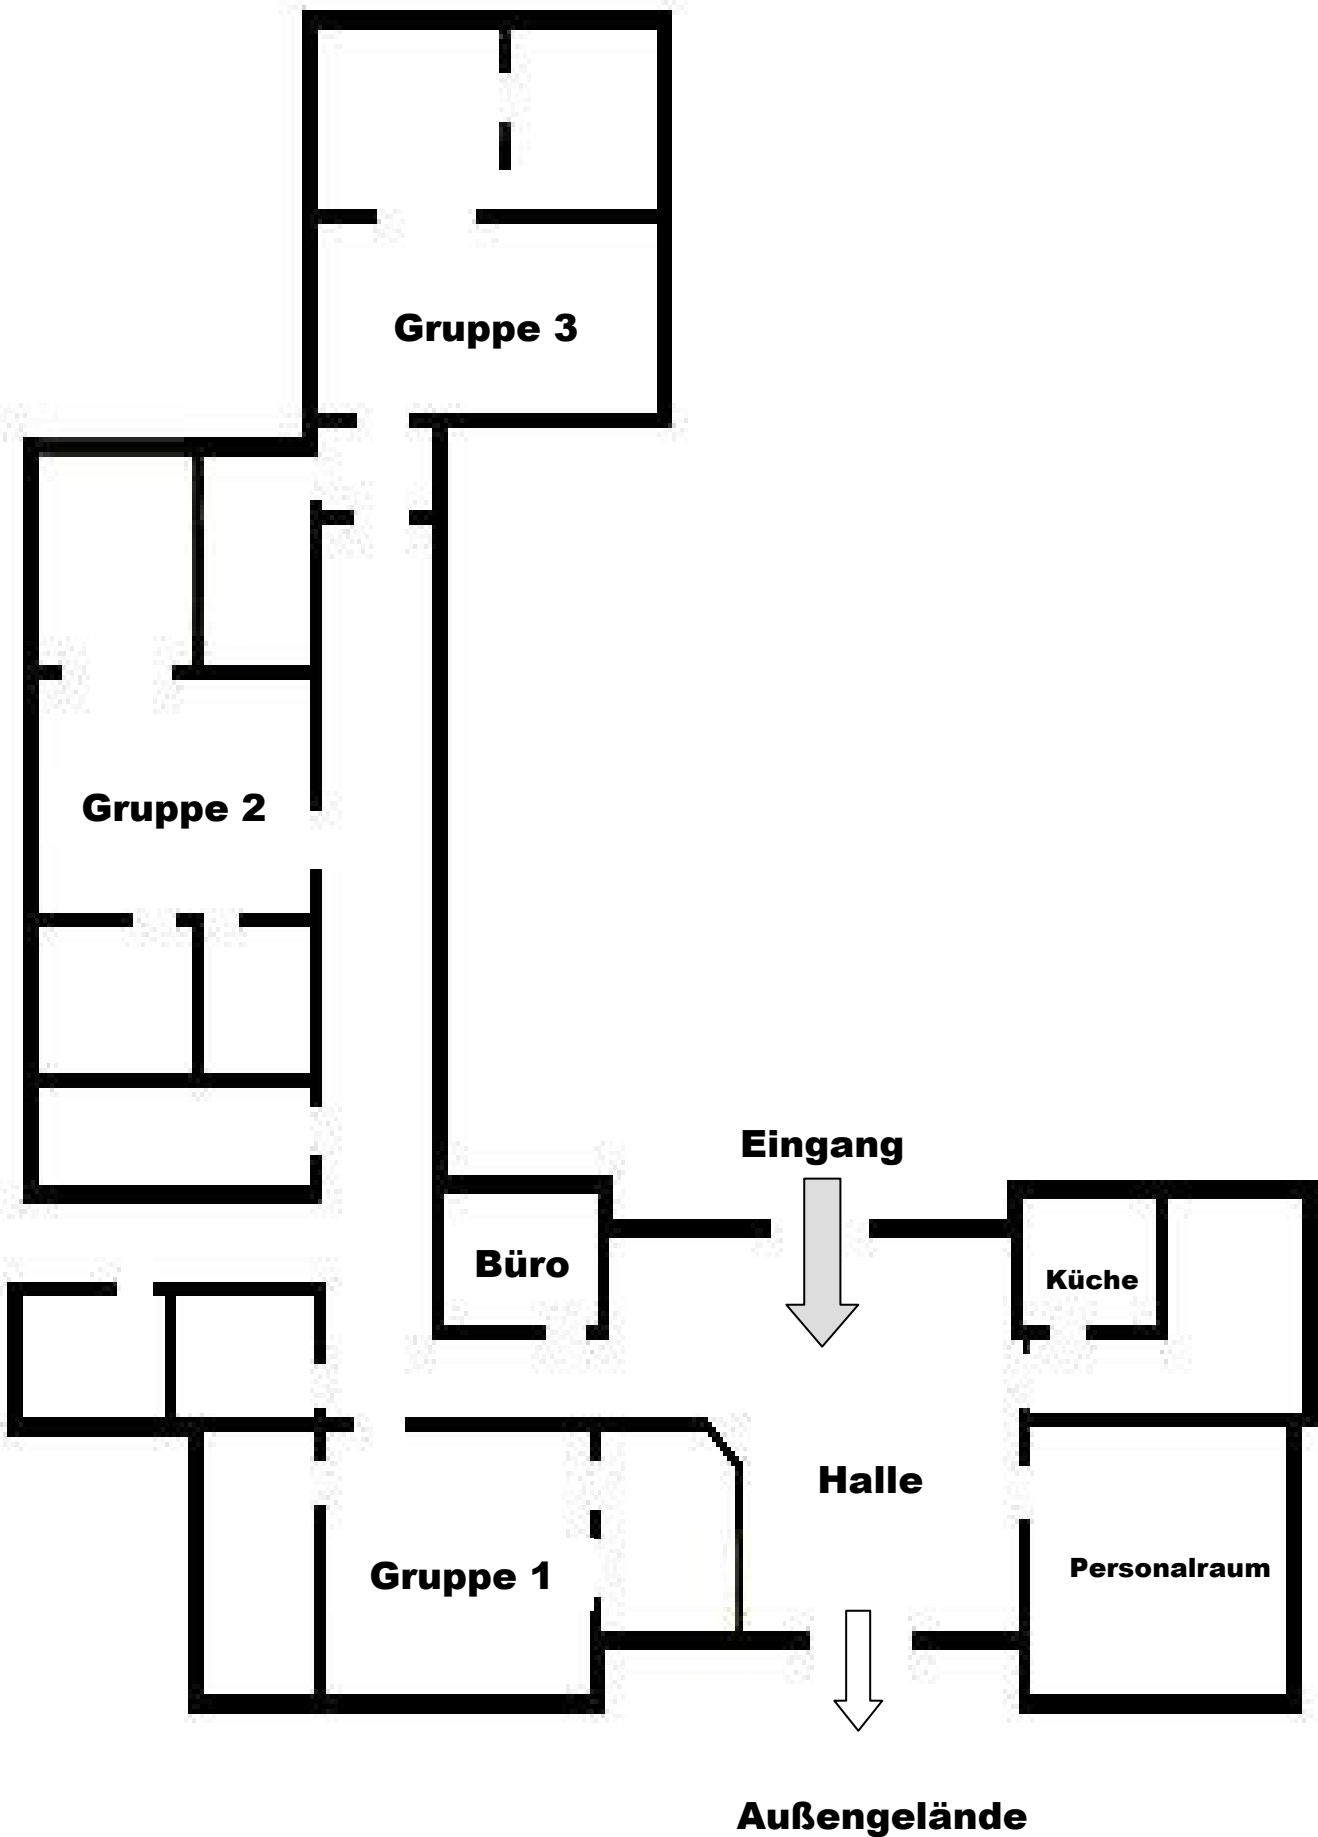 Gruppe 3
Gruppe 2
Eingang
Büro
Küche
Halle
Personalraum
Gruppe 1
Außengelände